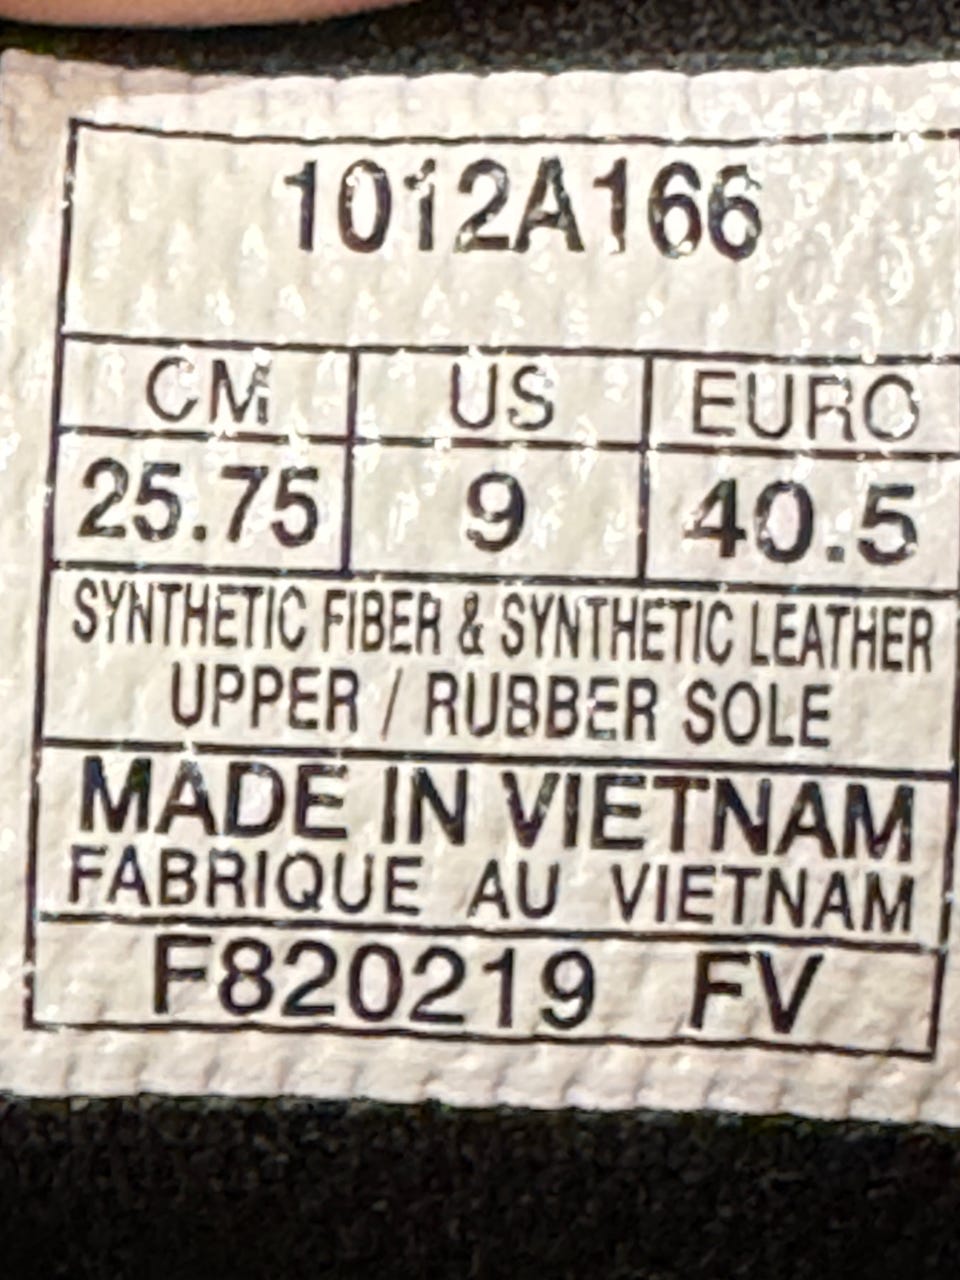 1012A166
CM US EURO
25.75 9 40.5
SYNTHETIC FIBER & SYNTHETIC LEATHER
UPPER / RUBBER SOLE
MADE IN VIETNAM
FABRIQUE AU VIETNAM
F820219 FV